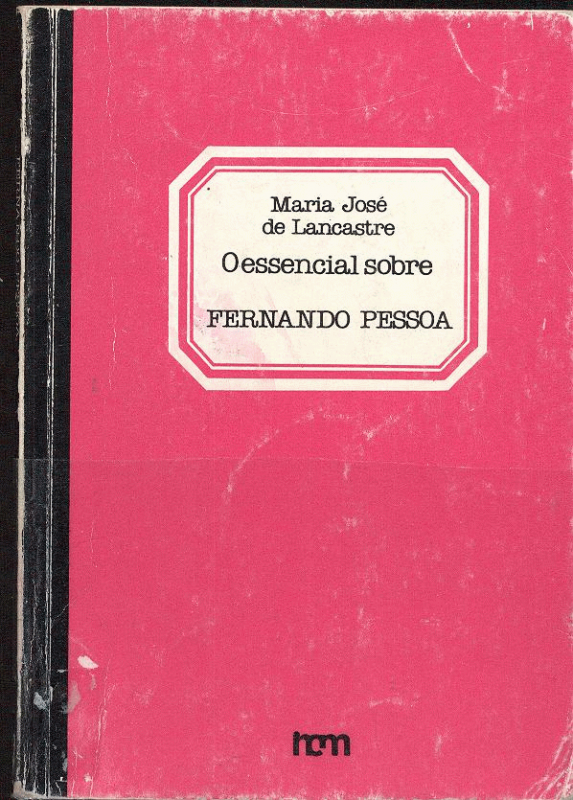 Maria José
de Lancastre
O essencial sobre
FERNANDO PESSOA
incm